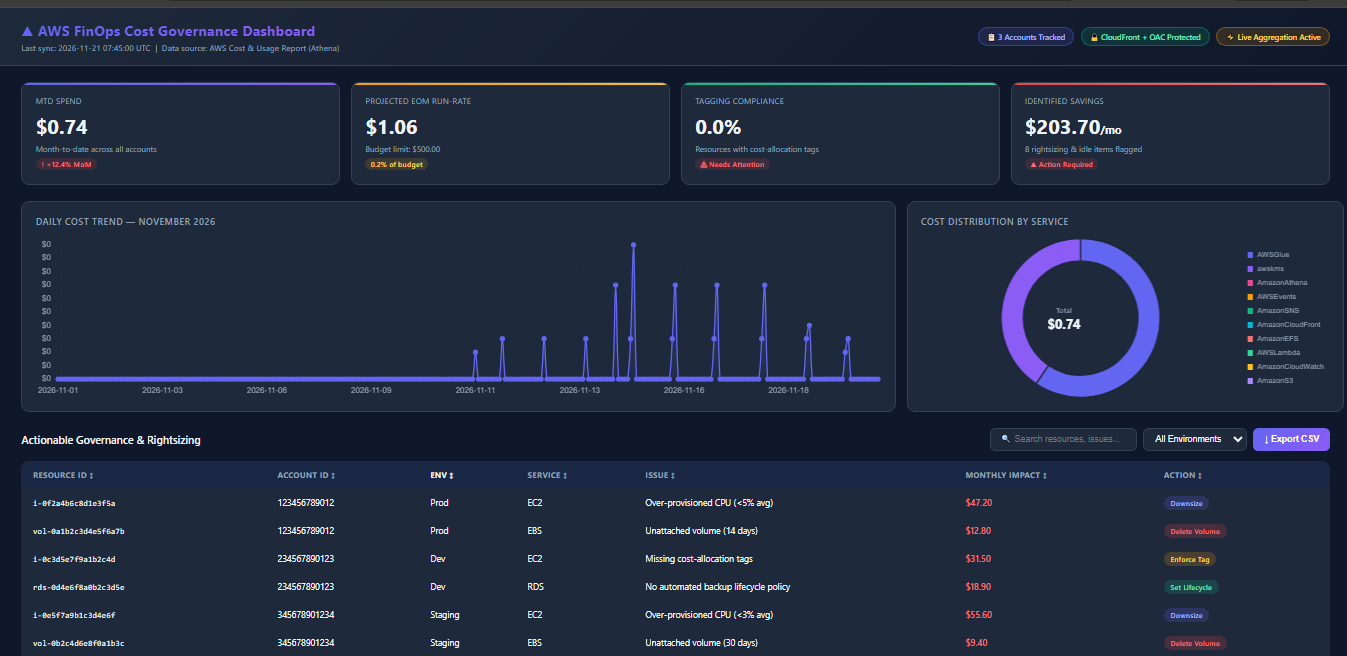 ▲ AWS FinOps Cost Governance Dashboard
Last sync: 2026-11-21 07:45:00 UTC | Data source: AWS Cost & Usage Report (Athena)
3 Accounts Tracked
CloudFront + OAC Protected
Live Aggregation Active
MTD SPEND
$0.74
Month-to-date across all accounts
↑ +12.4% MoM
PROJECTED EOM RUN-RATE
$1.06
Budget limit: $500.00
0.2% of budget
TAGGING COMPLIANCE
0.0%
Resources with cost-allocation tags
Needs Attention
IDENTIFIED SAVINGS
$203.70/mo
8 rightsizing & idle items flagged
▲ Action Required
DAILY COST TREND — NOVEMBER 2026
$0
$0
$0
$0
$0
$0
$0
$0
$0
$0
$0
2026-11-01 2026-11-03 2026-11-06 2026-11-09 2026-11-11 2026-11-13 2026-11-16 2026-11-18
COST DISTRIBUTION BY SERVICE
Total
$0.74
AWSGlue
awskms
AmazonAthena
AWSEvents
AmazonSNS
AmazonCloudFront
AmazonEFS
AWSLambda
AmazonCloudWatch
AmazonS3
Actionable Governance & Rightsizing
Search resources, issues...
All Environments
↓ Export CSV
RESOURCE ID ↕ ACCOUNT ID ↕ ENV ↕ SERVICE ↕ ISSUE ↕ MONTHLY IMPACT ↕ ACTION ↕
i-0f2a4b6c8d1e3f5a 123456789012 Prod EC2 Over-provisioned CPU (<5% avg) $47.20 Downsize
vol-0a1b2c3d4e5f6a7b 123456789012 Prod EBS Unattached volume (14 days) $12.80 Delete Volume
i-0c3d5e7f9a1b2c4d 234567890123 Dev EC2 Missing cost-allocation tags $31.50 Enforce Tag
rds-0d4e6f8a0b2c3d5e 234567890123 Dev RDS No automated backup lifecycle policy $18.90 Set Lifecycle
i-0e5f7a9b1c3d4e6f 345678901234 Staging EC2 Over-provisioned CPU (<3% avg) $55.60 Downsize
vol-0b2c4d6e8f0a1b3c 345678901234 Staging EBS Unattached volume (30 days) $9.40 Delete Volume